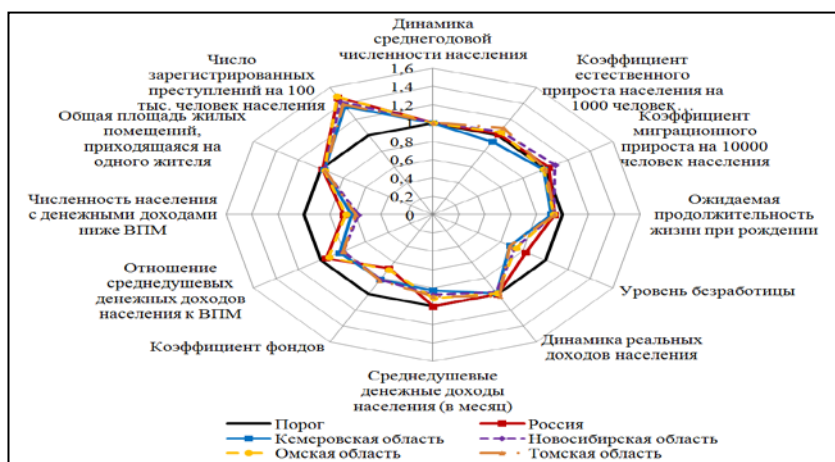 Динамика
среднегодовой
численности населения
Коэффициент
естественного
прироста населения
на 1000 человек…
Коэффициент
миграционного
прироста на 10000
человек населения
Ожидаемая
продолжительность
жизни при рождении
Уровень безработицы
Динамика реальных
доходов населения
Среднедушевые
денежные доходы
населения (в месяц)
Коэффициент фондов
Отношение
среднедушевых
денежных доходов
населения к ВПМ
Численность населения
с денежными доходами
ниже ВПМ
Общая площадь жилых
помещений,
приходящаяся на
одного жителя
Число
зарегистрированных
преступлений на 100
тыс. человек населения
1,6
1,4
1,2
1
0,8
0,6
0,4
0,2
0
Порог
Россия
Кемеровская область
Новосибирская область
Омская область
Томская область